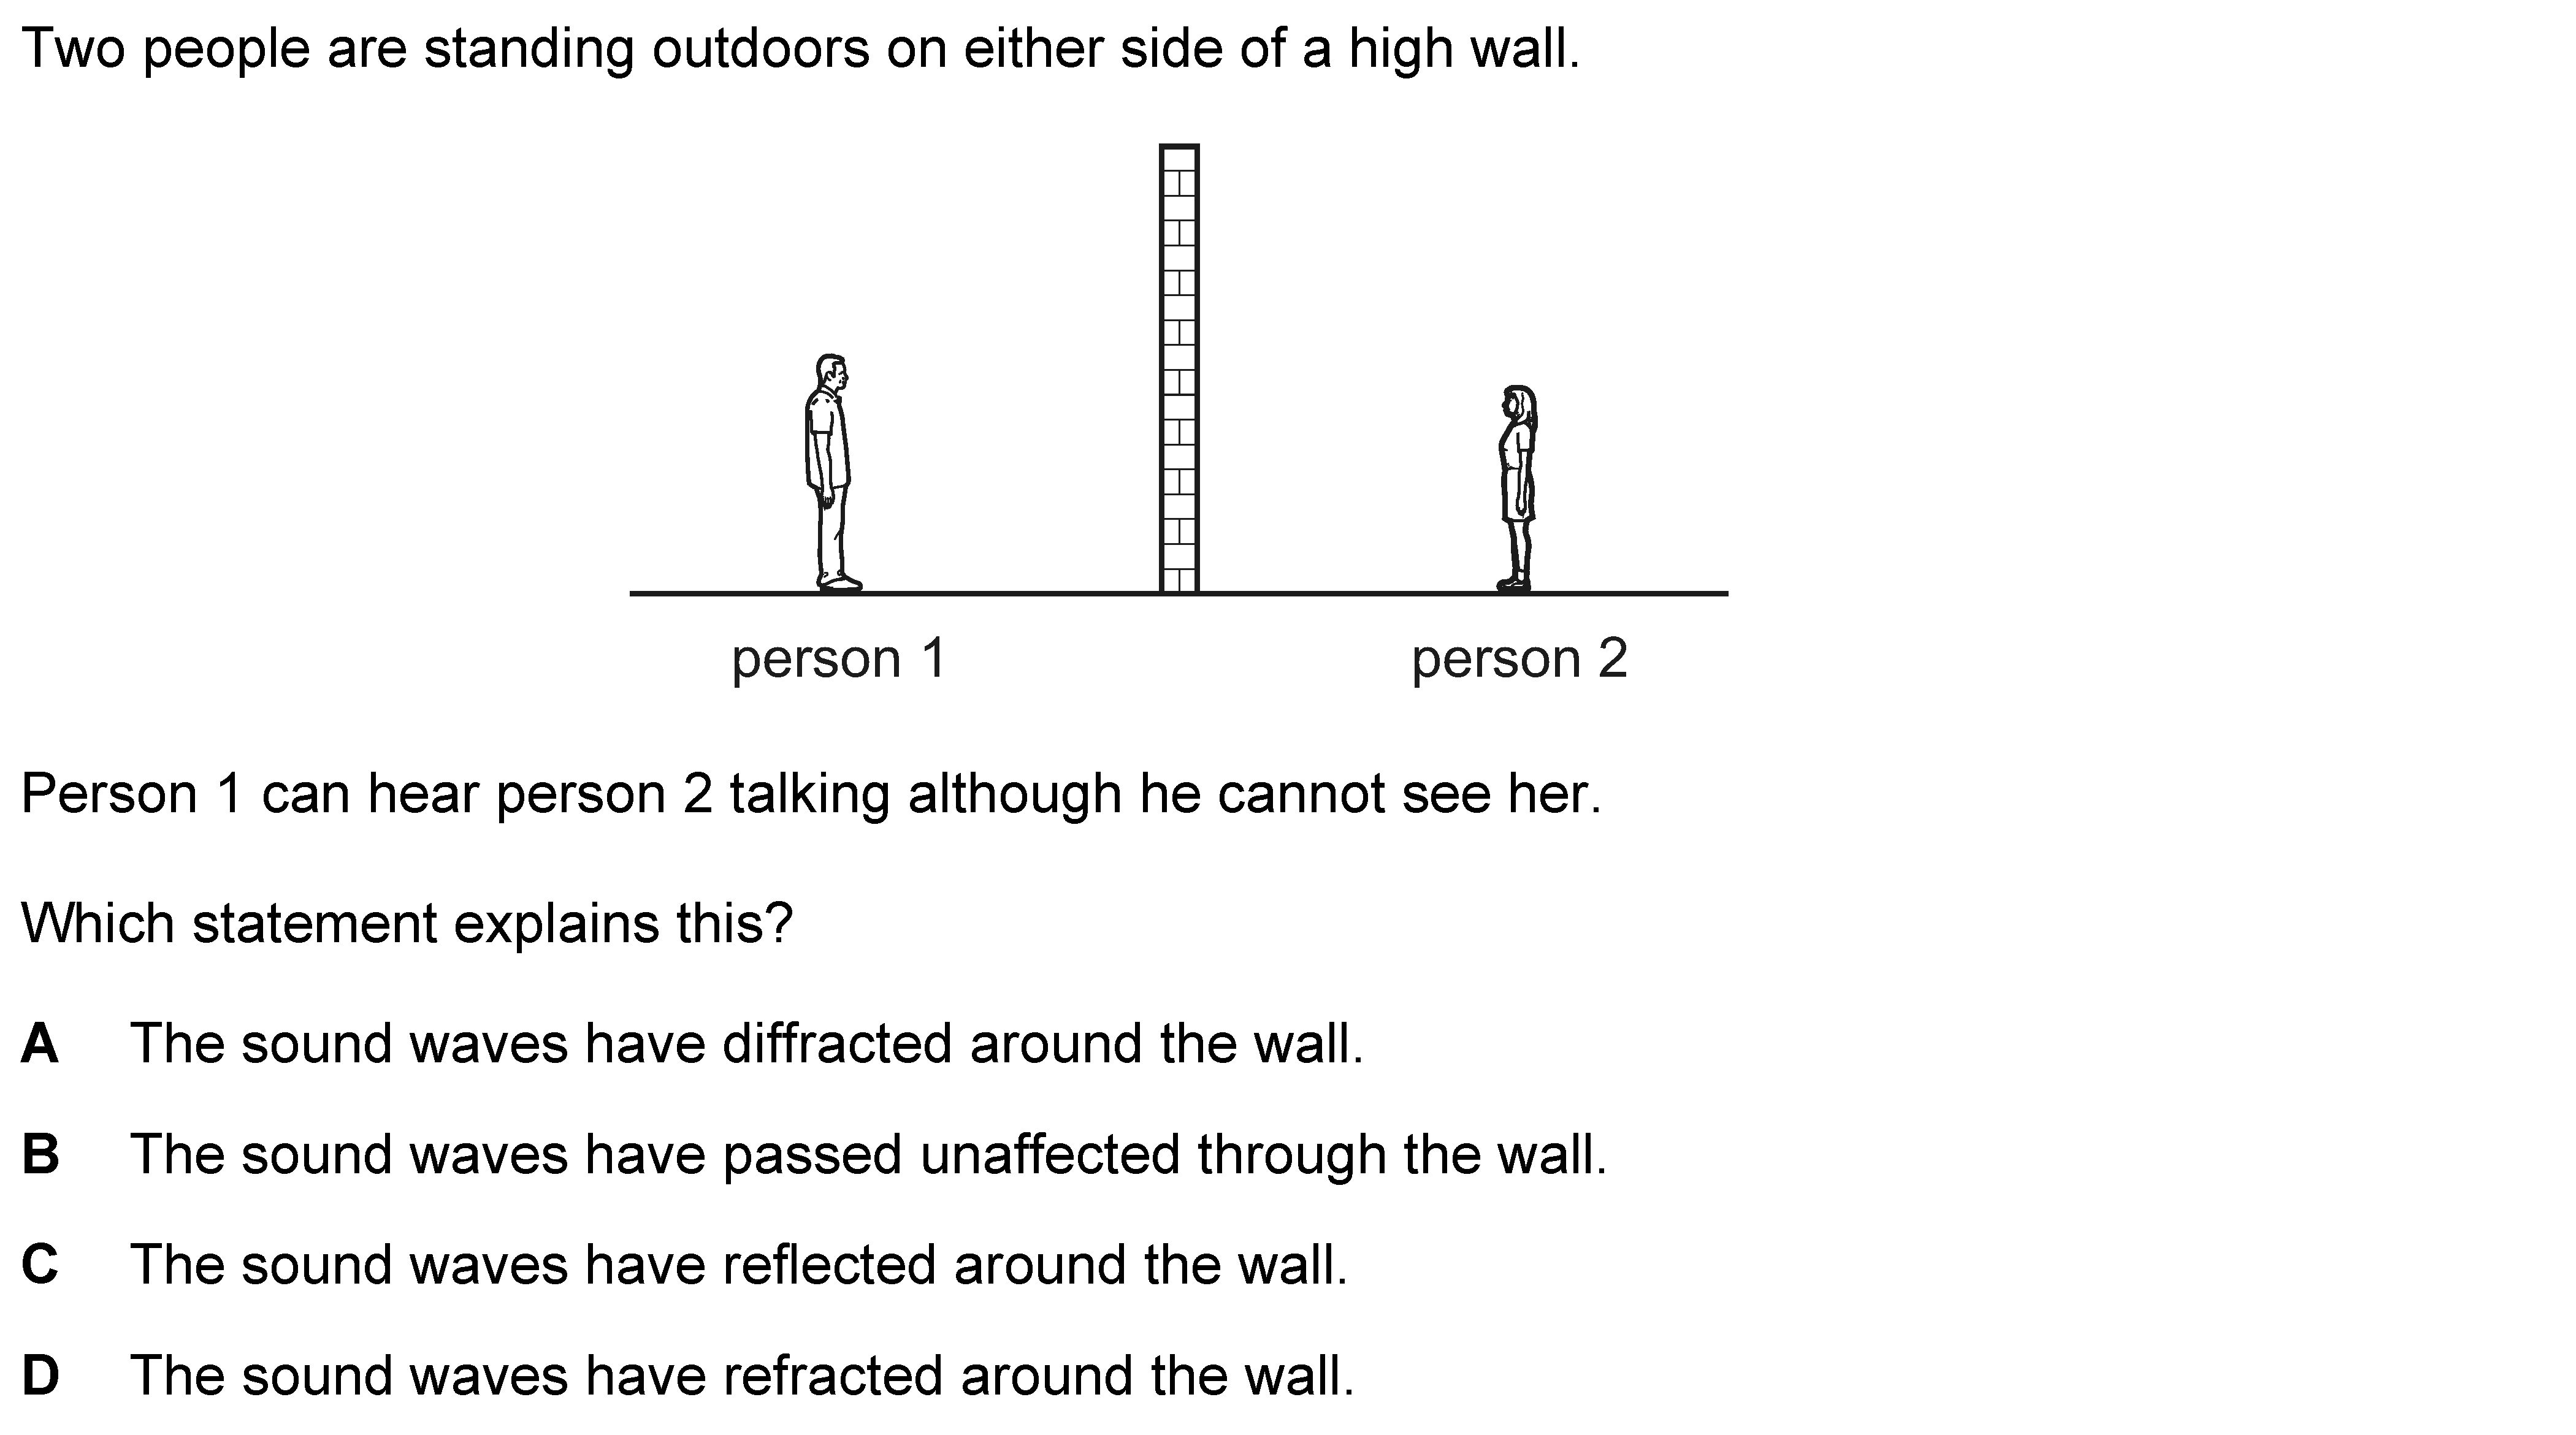 Two people are standing outdoors on either side of a high wall.
person 1
person 2
Person 1 can hear person 2 talking although he cannot see her.
Which statement explains this?
A The sound waves have diffracted around the wall.
B The sound waves have passed unaffected through the wall.
C The sound waves have reflected around the wall.
D The sound waves have refracted around the wall.